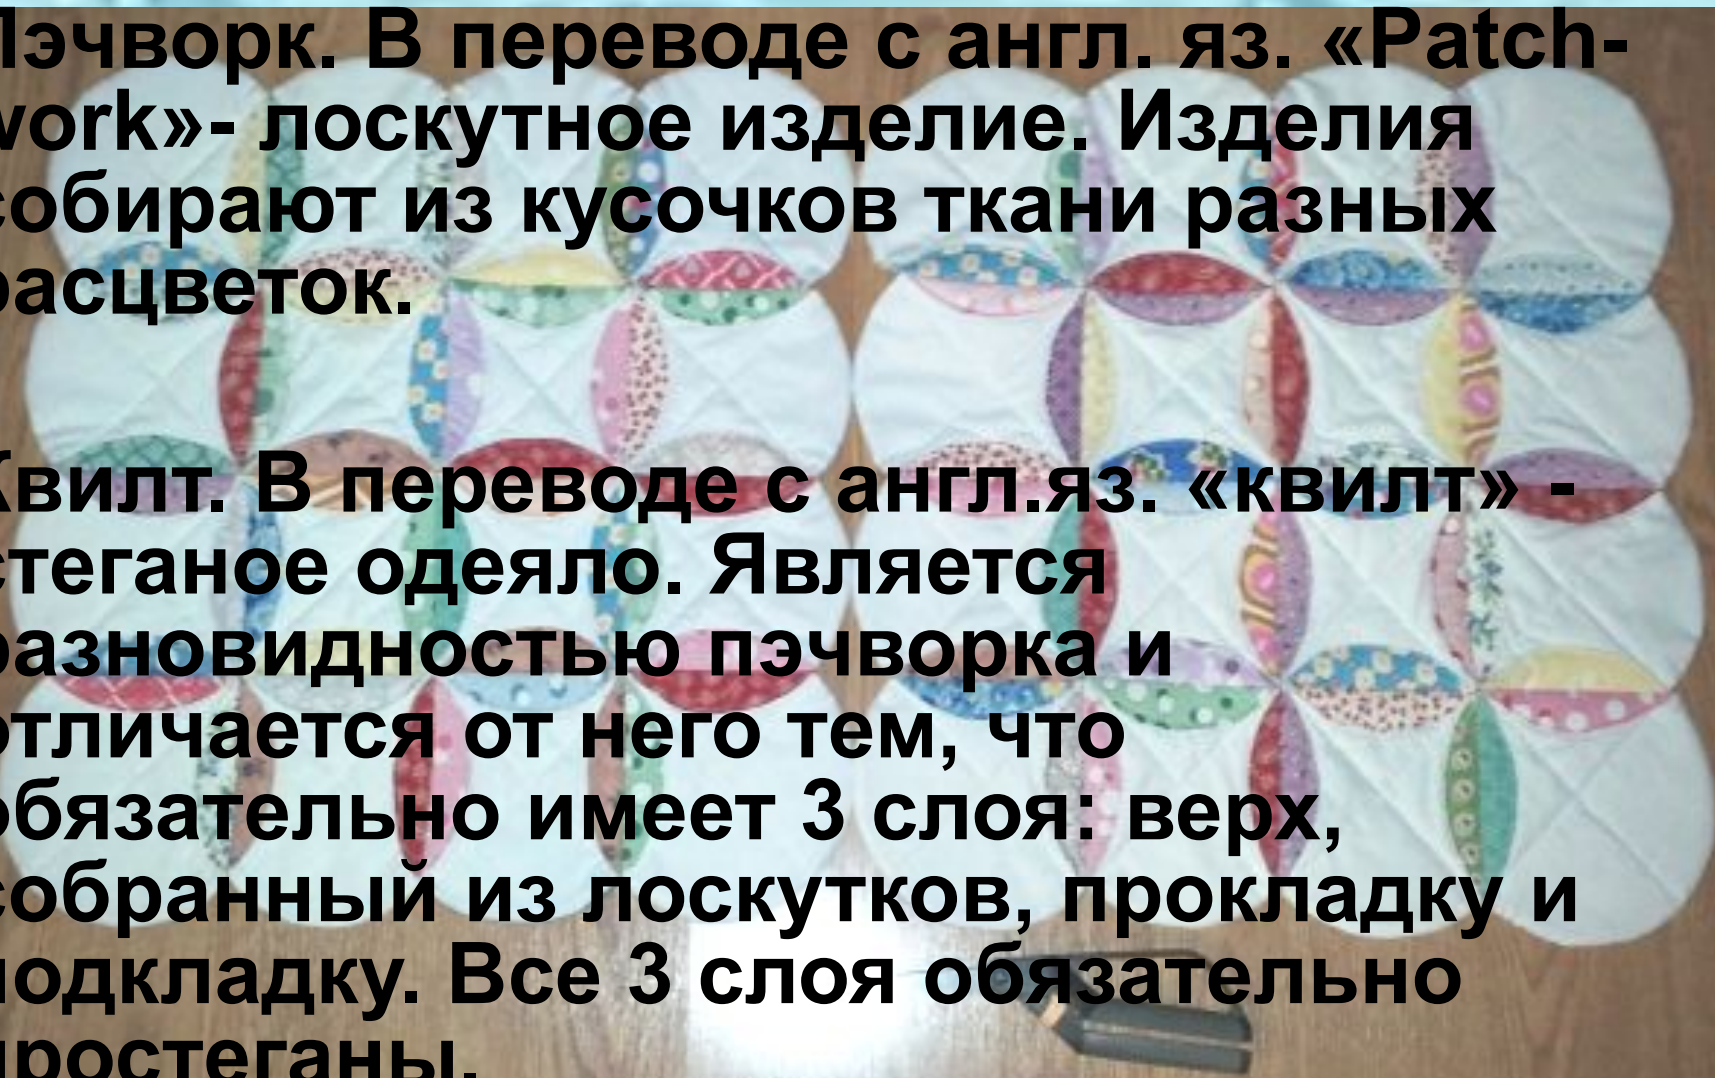 Пэчворк. В переводе с англ. яз. «Patch-
work»- лоскутное изделие. Изделия
собирают из кусочков ткани разных
расцветок.
Квилт. В переводе с англ.яз. «квилт» -
стеганое одеяло. Является
разновидностью пэчворка и
отличается от него тем, что
обязательно имеет 3 слоя: верх,
собранный из лоскутков, прокладку и
подкладку. Все 3 слоя обязательно
простеганы.